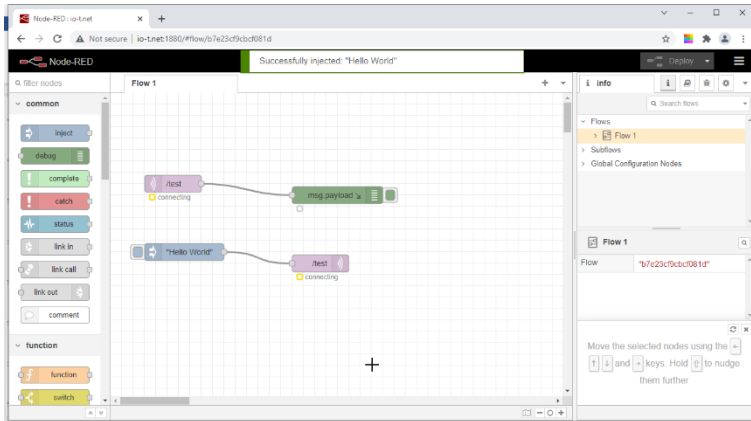 Node-RED : io-t.net
Not secure | io-t.net:1880/#flow/b7e23cf9cbcf081d
Node-RED
Successfully injected: "Hello World"
Deploy
filter nodes
Flow 1
info
Search flows
common
inject
debug
complete
catch
status
link in
link call
link out
comment
function
function
switch
/test
connecting
msg.payload
"Hello World"
/test
connecting
Flows
Flow 1
Subflows
Global Configuration Nodes
Flow 1
Flow "b7e23cf9cbcf081d"
Move the selected nodes using the ←
↑ ↓ and → keys. Hold ⇧ to nudge
them further